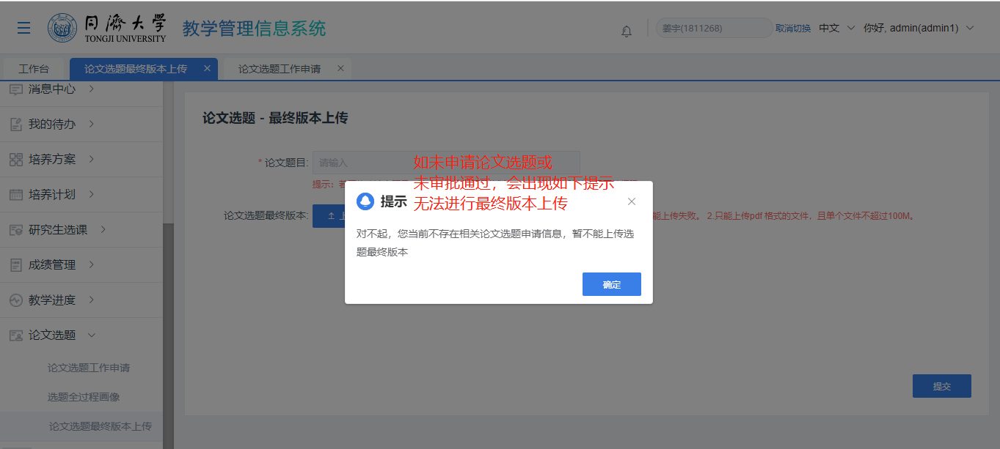 同濟大学
TONGJI UNIVERSITY
教学管理信息系统
姜宇(1811268)
取消切换
中文
你好, admin(admin1)
工作台
论文选题最终版本上传
论文选题工作申请
消息中心
我的待办
培养方案
培养计划
研究生选课
成绩管理
教学进度
论文选题
论文选题工作申请
选题全过程画像
论文选题最终版本上传
论文选题 - 最终版本上传
* 论文题目:
请输入
提示：
论文选题最终版本:
能上传失败。 2.只能上传pdf 格式的文件，且单个文件不超过100M。
如未申请论文选题或
未审批通过，会出现如下提示
无法进行最终版本上传
提示
对不起，您当前不存在相关论文选题申请信息，暂不能上传选
题最终版本
确定
提交